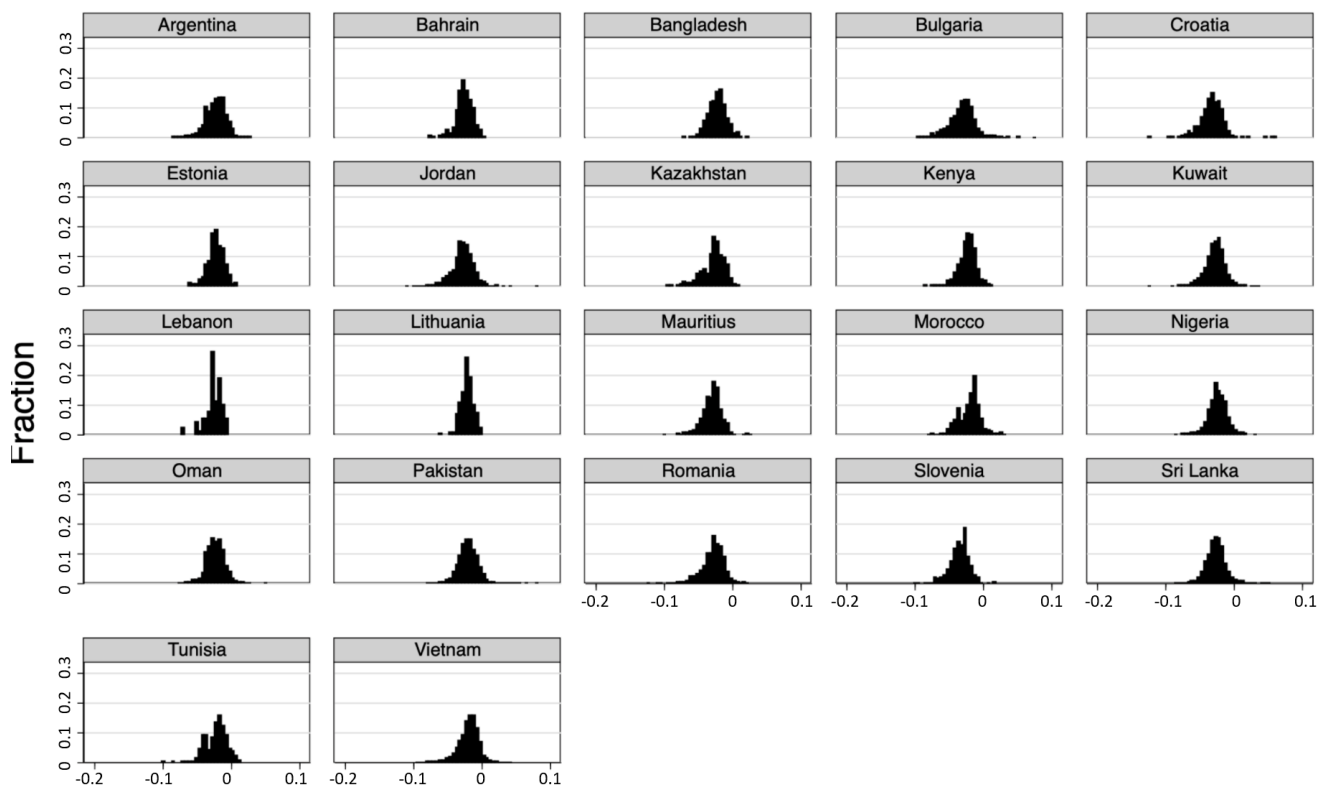 Argentina Bahrain Bangladesh Bulgaria Croatia
0.3
0.2
0.1
0
Estonia Jordan Kazakhstan Kenya Kuwait
0.3
0.2
0.1
0
Lebanon Lithuania Mauritius Morocco Nigeria
0.3
0.2
0.1
0
Fraction
Oman Pakistan Romania Slovenia Sri Lanka
0.3
0.2
0.1
0
-0.2 -0.1 0 0.1 -0.2 -0.1 0 0.1 -0.2 -0.1 0 0.1
Tunisia Vietnam
0.3
0.2
0.1
0
-0.2 -0.1 0 0.1 -0.2 -0.1 0 0.1